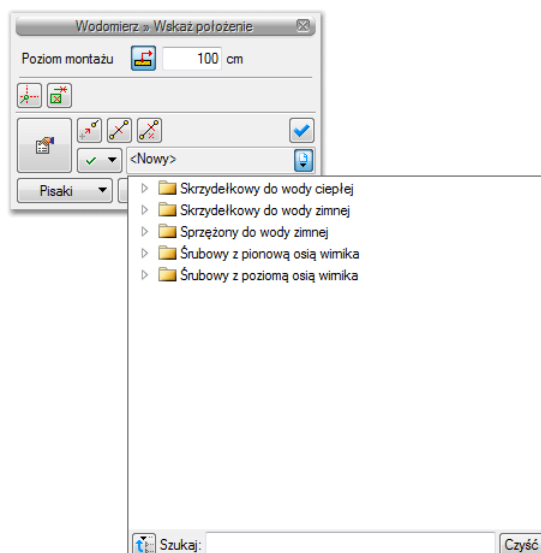 Wodomierz » Wskaż położenie
Poziom montażu 100 cm
<Nowy>
Pisaki
Skrzydełkowy do wody ciepłej
Skrzydełkowy do wody zimnej
Sprzężony do wody zimnej
Śrubowy z pionową osią wirnika
Śrubowy z poziomą osią wirnika
Szukaj: Czyść